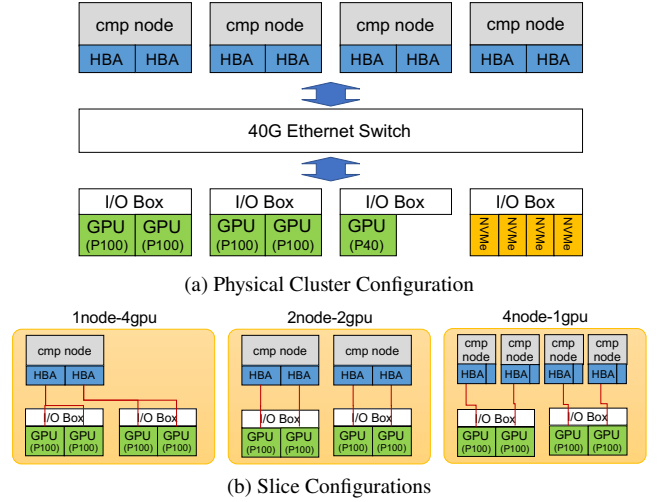 cmp node cmp node cmp node cmp node
HBA HBA HBA HBA HBA HBA HBA HBA
40G Ethernet Switch
I/O Box I/O Box I/O Box I/O Box
GPU GPU GPU GPU GPU NVMe NVMe NVMe NVMe
(P100) (P100) (P100) (P100) (P40)
(a) Physical Cluster Configuration
1node-4gpu 2node-2gpu 4node-1gpu
cmp node cmp node cmp node cmp node cmp node cmp node cmp node
HBA HBA HBA HBA HBA HBA HBA HBA HBA HBA
I/O Box I/O Box I/O Box I/O Box I/O Box I/O Box
GPU GPU GPU GPU GPU GPU GPU GPU GPU GPU GPU GPU
(P100) (P100) (P100) (P100) (P100) (P100) (P100) (P100) (P100) (P100) (P100) (P100)
(b) Slice Configurations